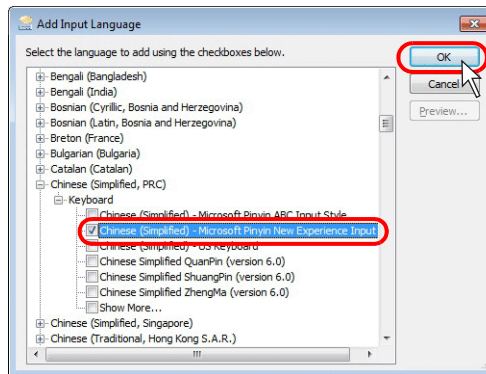 Add Input Language
Select the language to add using the checkboxes below.
Bengali (Bangladesh)
Bengali (India)
Bosnian (Cyrillic, Bosnia and Herzegovina)
Bosnian (Latin, Bosnia and Herzegovina)
Breton (France)
Bulgarian (Bulgaria)
Catalan (Catalan)
Chinese (Simplified, PRC)
Keyboard
Chinese (Simplified) - Microsoft Pinyin ABC Input Style
Chinese (Simplified) - Microsoft Pinyin New Experience Input
Chinese (Simplified) - US Keyboard
Chinese Simplified QuanPin (version 6.0)
Chinese Simplified ShuangPin (version 6.0)
Chinese Simplified ZhengMa (version 6.0)
Show More...
Chinese (Simplified, Singapore)
Chinese (Traditional, Hong Kong S.A.R.)
OK
Cancel
Preview...